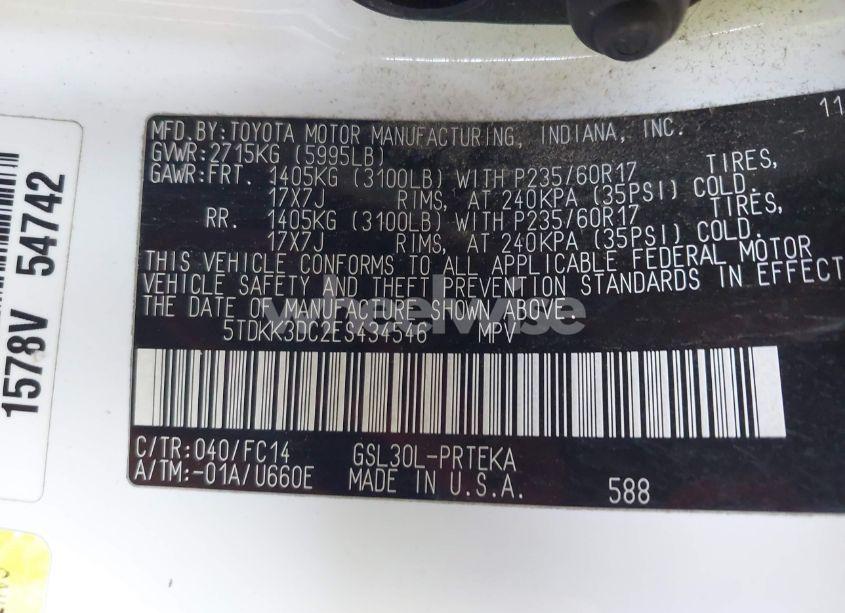 MFD.BY:TOYOTA MOTOR MANUFACTURING, INDIANA, INC. 11
GVWR:2715KG (5995LB)
GAWR:FRT. 1405KG (3100LB) WITH P235/60R17 TIRES,
17X7J RIMS, AT 240KPA (35PSI) COLD.
RR. 1405KG (3100LB) WITH P235/60R17 TIRES,
17X7J RIMS, AT 240KPA (35PSI) COLD.
THIS VEHICLE CONFORMS TO ALL APPLICABLE FEDERAL MOTOR
VEHICLE SAFETY AND THEFT PREVENTION STANDARDS IN EFFECT
THE DATE OF MANUFACTURE SHOWN ABOVE.
5TDKK3DC2ES434546 MPV
C/TR:040/FC14 GSL30L-PRTEKA
A/TM:-01A/U660E MADE IN U.S.A. 588
1578V 54742
wheelwise